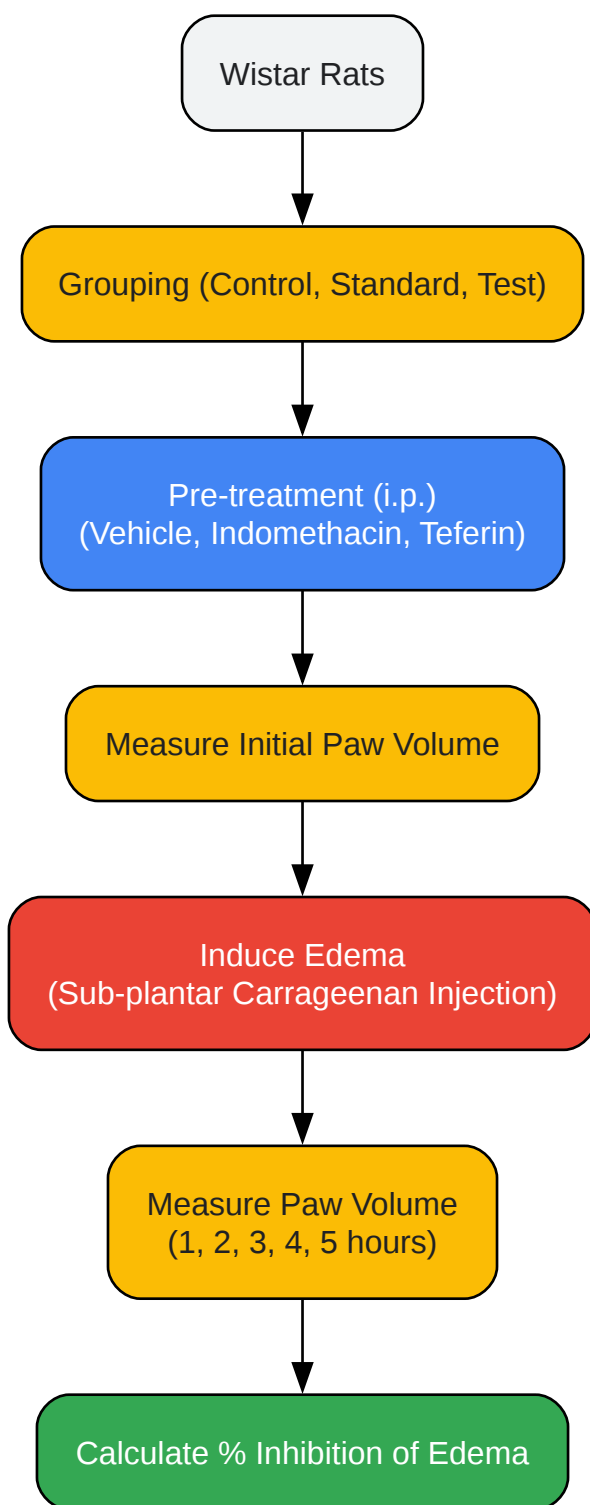 Wistar Rats
Grouping (Control, Standard, Test)
Pre-treatment (i.p.)
(Vehicle, Indomethacin, Teferin)
Measure Initial Paw Volume
Induce Edema
(Sub-plantar Carrageenan Injection)
Measure Paw Volume
(1, 2, 3, 4, 5 hours)
Calculate % Inhibition of Edema